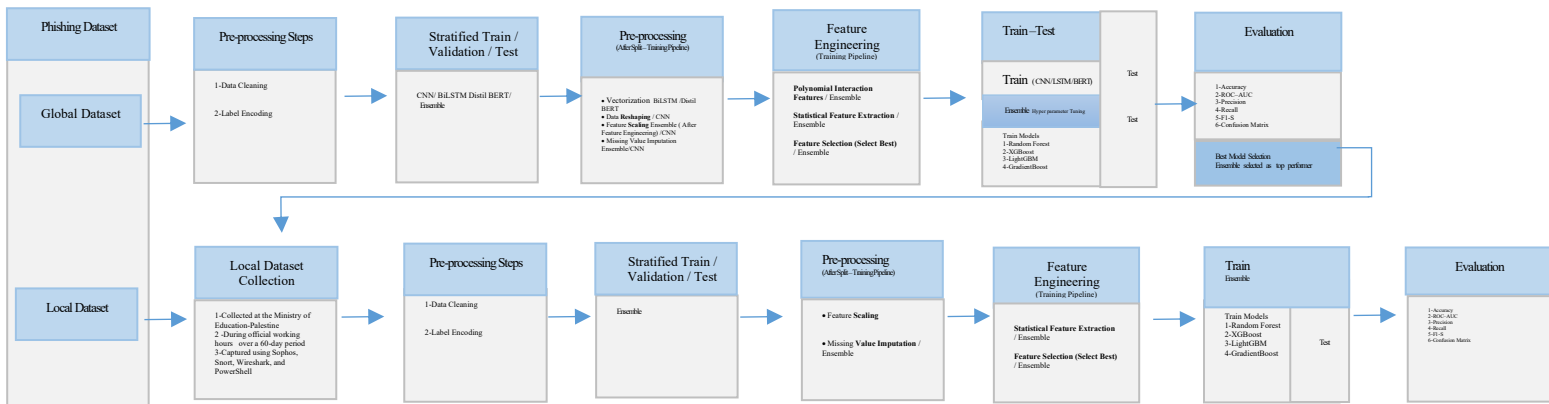 Phishing Dataset
Global Dataset
Local Dataset
Pre-processing Steps
1-Data Cleaning
2-Label Encoding
Stratified Train /
Validation / Test
CNN/ BiLSTM Distil BERT/
Ensemble
Pre-processing
(After Split – Training Pipeline)
• Vectorization BiLSTM /Distil
BERT
• Data Reshaping / CNN
• Feature Scaling Ensemble ( After
Feature Engineering) /CNN
• Missing Value Imputation
Ensemble/CNN
Feature
Engineering
(Training Pipeline)
Polynomial Interaction
Features / Ensemble
Statistical Feature Extraction /
Ensemble
Feature Selection (Select Best)
/ Ensemble
Train –Test
Train (CNN/LSTM/BERT)
Ensemble Hyper parameter Tuning
Train Models
1-Random Forest
2-XGBoost
3-LightGBM
4-GradientBoost
Test
Test
Evaluation
1-Accuracy
2-ROC–AUC
3-Precision
4-Recall
5-F1-S
6-Confusion Matrix
Best Model Selection
Ensemble selected as top performer
Local Dataset
Collection
1-Collected at the Ministry of
Education-Palestine
2 -During official working
hours over a 60-day period
3-Captured using Sophos,
Snort, Wireshark, and
PowerShell
Pre-processing Steps
1-Data Cleaning
2-Label Encoding
Stratified Train /
Validation / Test
Ensemble
Pre-processing
(After Split – Training Pipeline)
• Feature Scaling
• Missing Value Imputation /
Ensemble
Feature
Engineering
(Training Pipeline)
Statistical Feature Extraction
/ Ensemble
Feature Selection (Select Best)
/ Ensemble
Train
Ensemble
Train Models
1-Random Forest
2-XGBoost
3-LightGBM
4-GradientBoost
Test
Evaluation
1-Accuracy
2-ROC–AUC
3-Precision
4-Recall
5-F1-S
6-Confusion Matrix